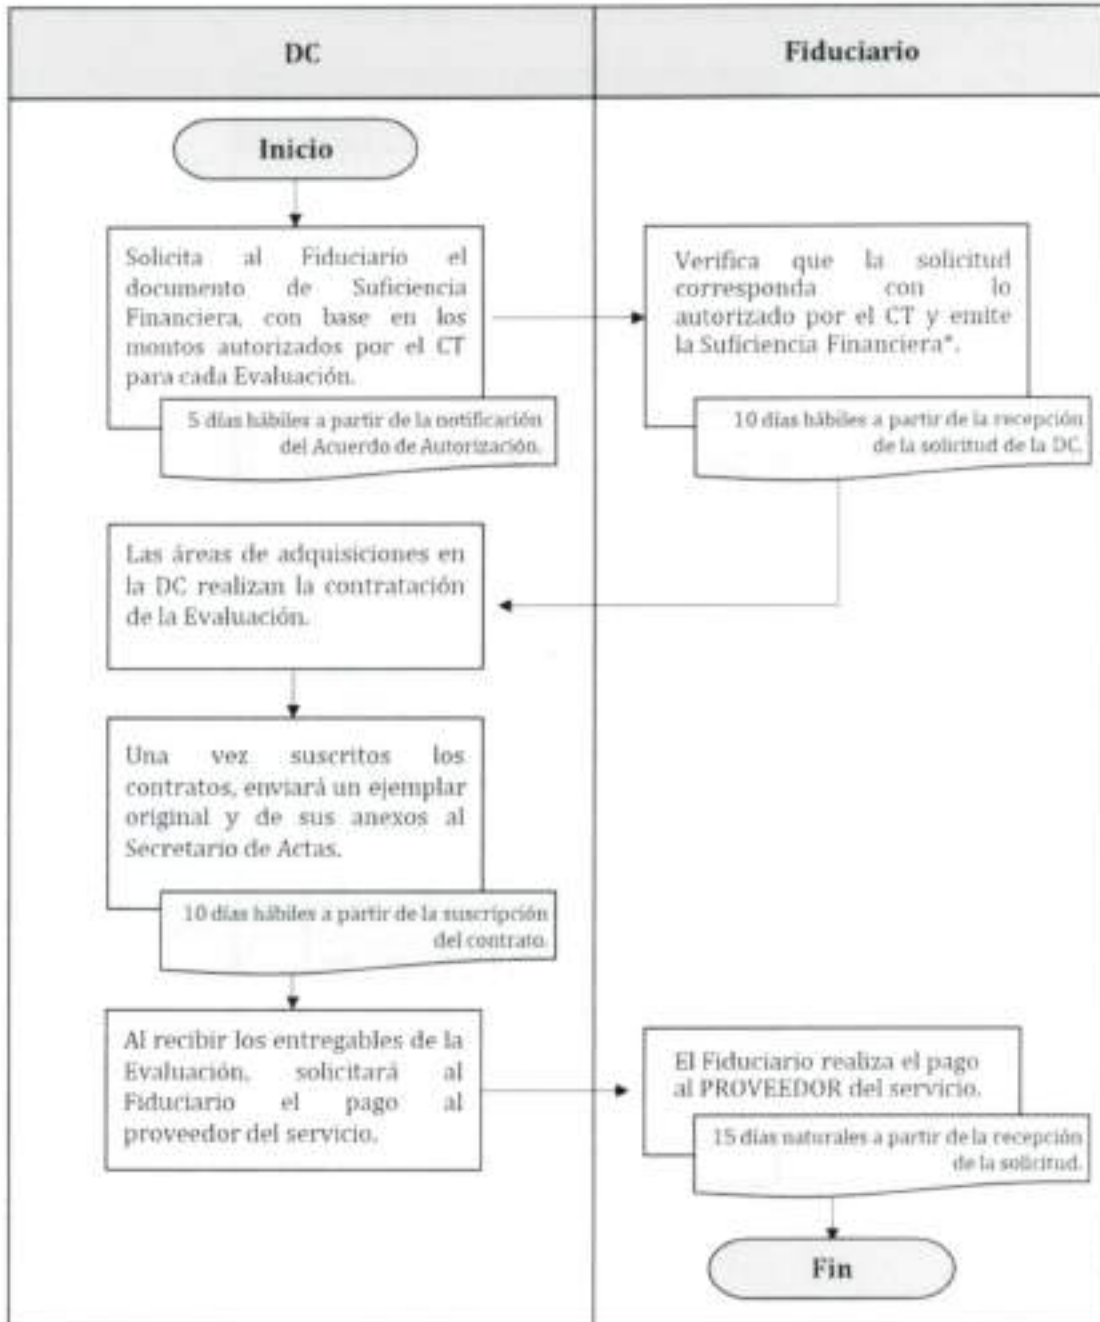 DC
Fiduciario
Inicio
Solicita al Fiduciario el
documento de Suficiencia
Financiera, con base en los
montos autorizados por el CT
para cada Evaluación.
5 días hábiles a partir de la notificación
del Acuerdo de Autorización.
Verifica que la solicitud
corresponda con lo
autorizado por el CT y emite
la Suficiencia Financiera*.
10 días hábiles a partir de la recepción
de la solicitud de la DC.
Las áreas de adquisiciones en
la DC realizan la contratación
de la Evaluación.
Una vez suscritos los
contratos, enviará un ejemplar
original y de sus anexos al
Secretario de Actas.
10 días hábiles a partir de la suscripción
del contrato.
Al recibir los entregables de la
Evaluación, solicitará al
Fiduciario el pago al
proveedor del servicio.
El Fiduciario realiza el pago
al PROVEEDOR del servicio.
15 días naturales a partir de la recepción
de la solicitud.
Fin